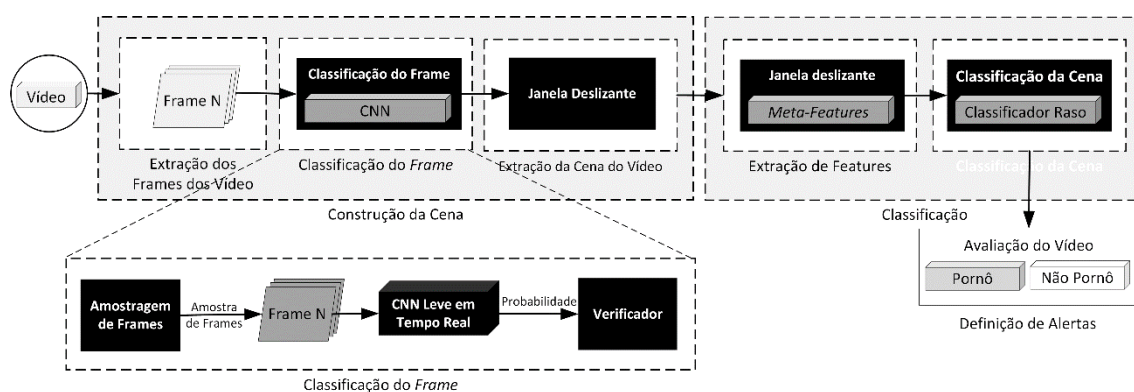 Vídeo
Frame N
Extração dos
Frames dos Vídeo
Classificação do Frame
CNN
Classificação do Frame
Janela Deslizante
Extração da Cena do Vídeo
Construção da Cena
Janela deslizante
Meta-Features
Extração de Features
Classificação da Cena
Classificador Raso
Classificação da Cena
Classificação
Avaliação do Vídeo
Pornô
Não Pornô
Definição de Alertas
Amostragem
de Frames
Amostra
de Frames
Frame N
CNN Leve em
Tempo Real
Probabilidade
Verificador
Classificação do Frame